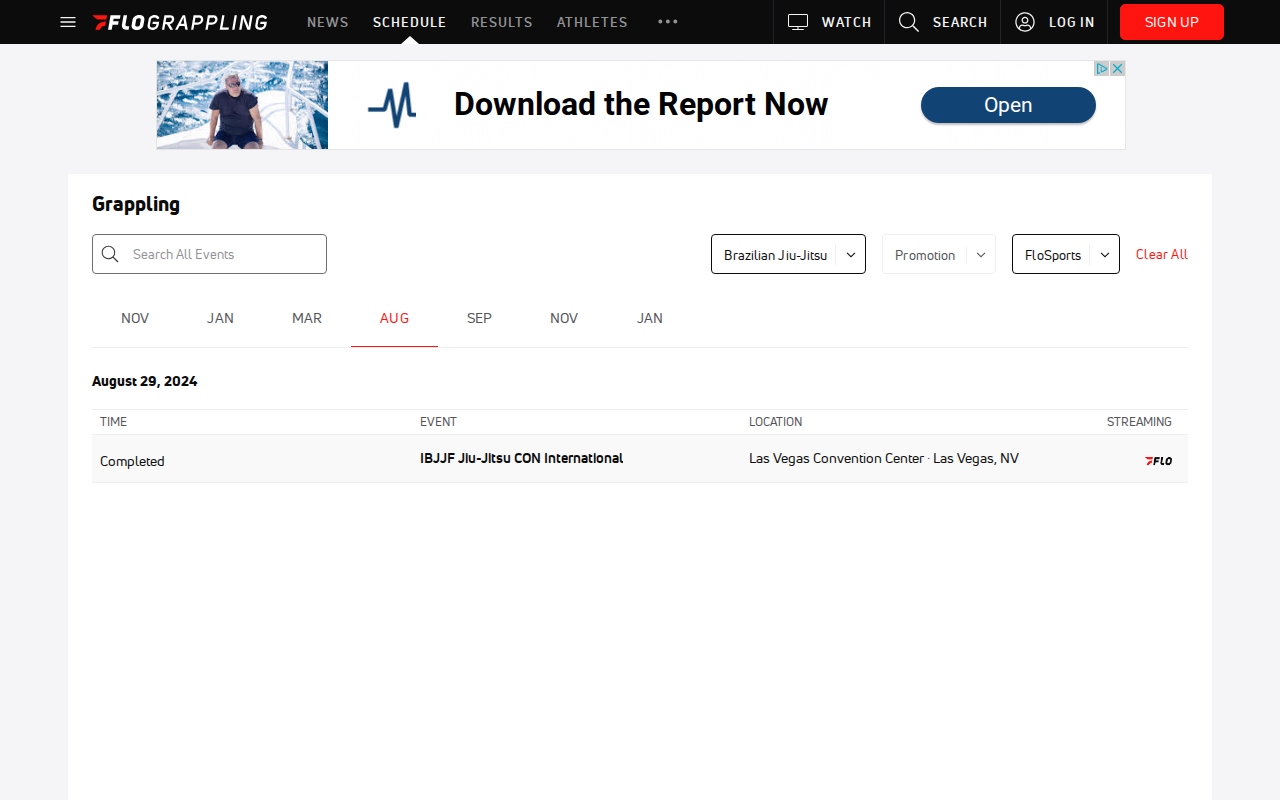 FLOGRAPPLING NEWS SCHEDULE RESULTS ATHLETES WATCH SEARCH LOG IN SIGN UP
Download the Report Now Open
Grappling
Search All Events Brazilian Jiu-Jitsu Promotion FloSports Clear All
NOV JAN MAR AUG SEP NOV JAN
August 29, 2024
TIME EVENT LOCATION STREAMING
Completed IBJJF Jiu-Jitsu CON International Las Vegas Convention Center · Las Vegas, NV FLO